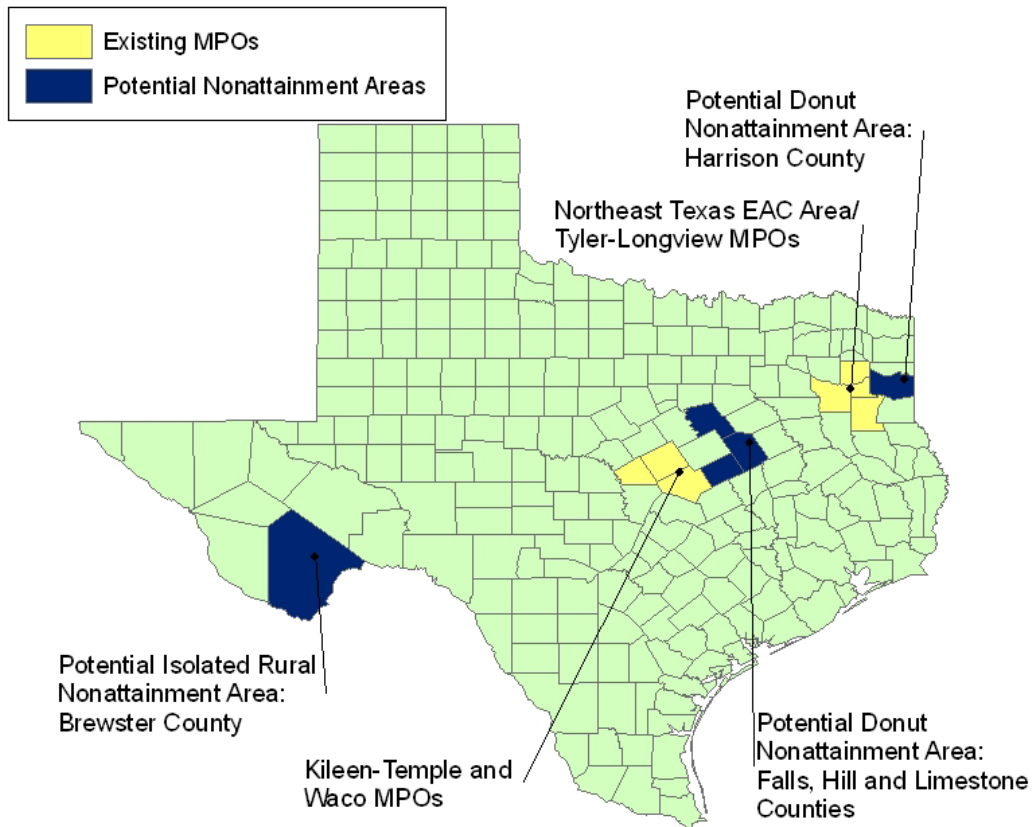 Existing MPOs
Potential Nonattainment Areas
Potential Donut
Nonattainment Area:
Harrison County
Northeast Texas EAC Area/
Tyler-Longview MPOs
Potential Isolated Rural
Nonattainment Area:
Brewster County
Kileen-Temple and
Waco MPOs
Potential Donut
Nonattainment Area:
Falls, Hill and Limestone
Counties